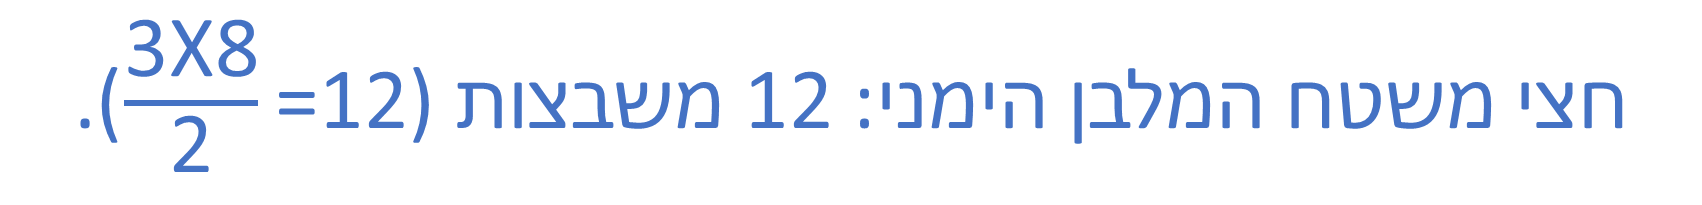 חצי משטח המלבן הימני: 12 משבצות (12= 3X8/2).